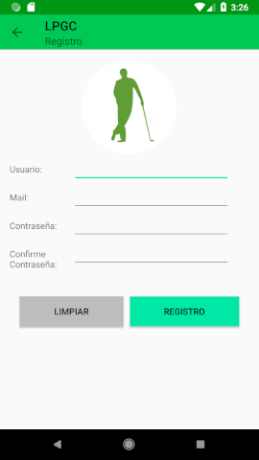 3:26
LPGC
Registro
Usuario:
Mail:
Contraseña:
Confirme
Contraseña:
LIMPIAR
REGISTRO